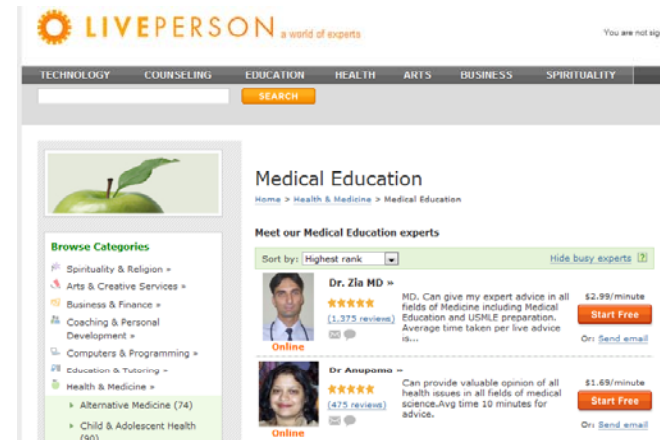 LIVEPERSON a world of experts
You are not sig
TECHNOLOGY COUNSELING EDUCATION HEALTH ARTS BUSINESS SPIRITUALITY
SEARCH
Medical Education
Home > Health & Medicine > Medical Education
Meet our Medical Education experts
Sort by: Highest rank
Hide busy experts [?]
Browse Categories
Spirituality & Religion »
Arts & Creative Services »
Business & Finance »
Coaching & Personal
Development »
Computers & Programming »
Education & Tutoring »
Health & Medicine »
Alternative Medicine (74)
Child & Adolescent Health
(90)
Dr. Zia MD »
(1,375 reviews)
Online
MD. Can give my expert advice in all
fields of Medicine including Medical
Education and USMLE preparation.
Average time taken per live advice
is...
$2.99/minute
Start Free
Or: Send email
Dr Anupama »
(475 reviews)
Online
Can provide valuable opinion of all
health issues in all fields of medical
science.Avg time 10 minutes for
advice.
$1.69/minute
Start Free
Or: Send email